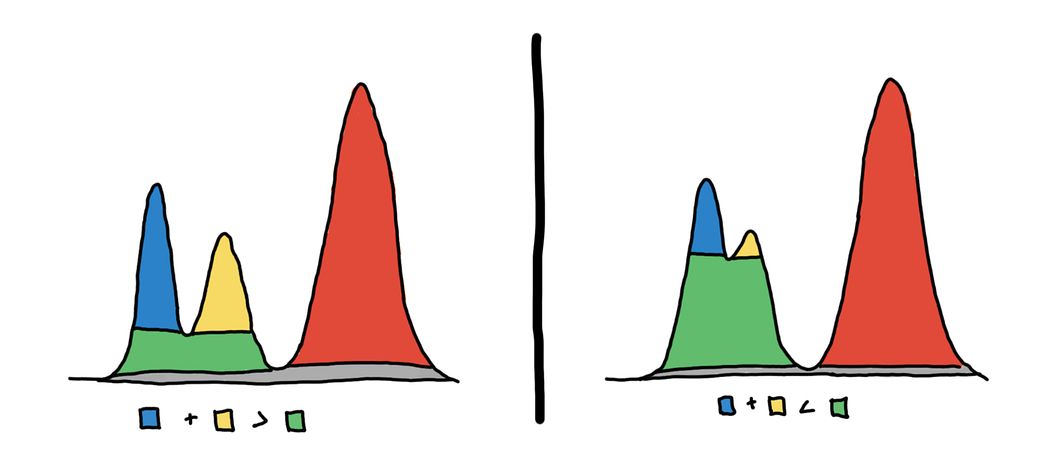 + >
+ <